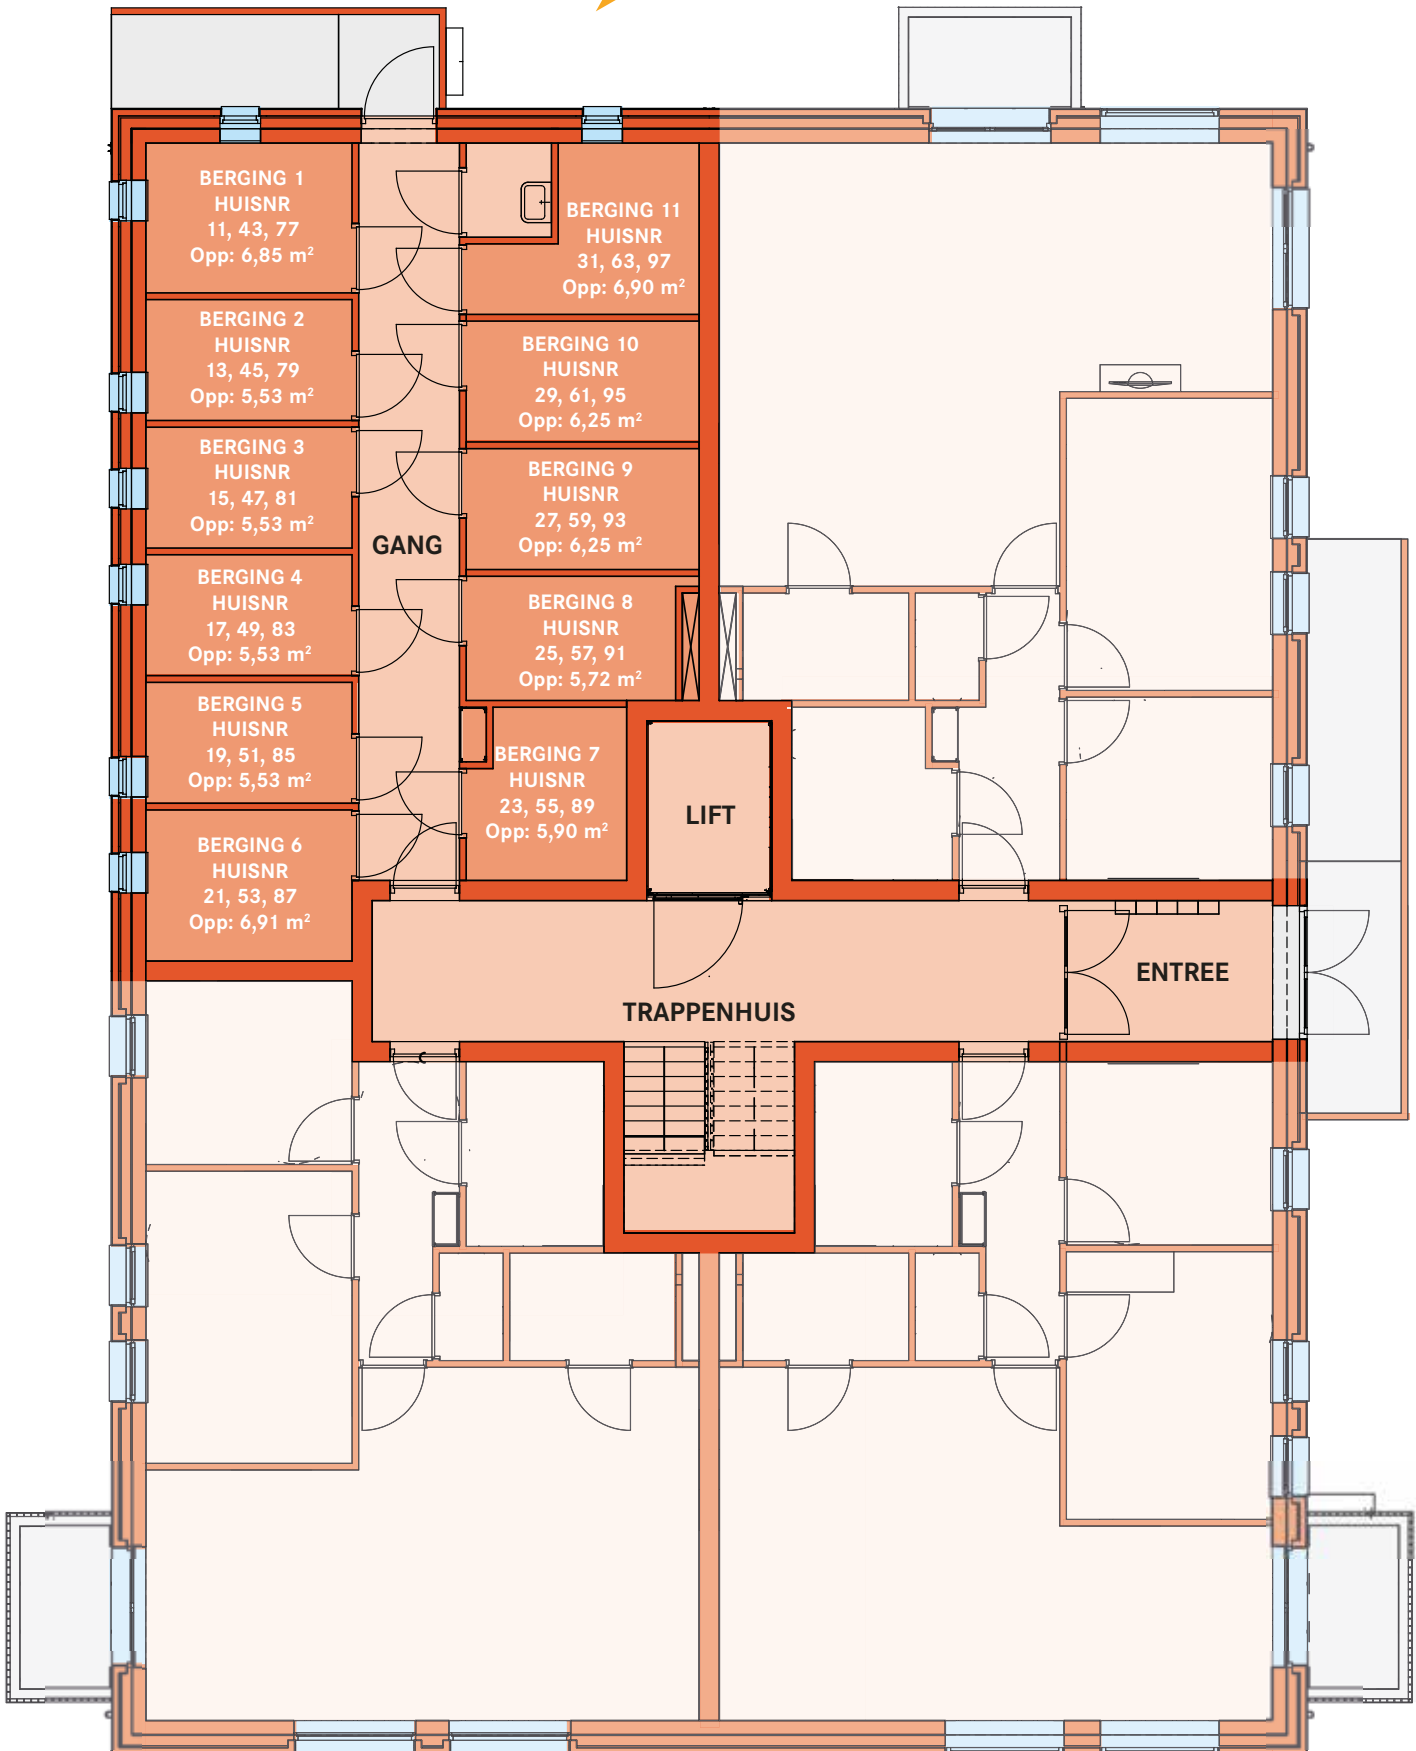 BERGING 1
HUISNR
11, 43, 77
Opp: 6,85 m²
BERGING 2
HUISNR
13, 45, 79
Opp: 5,53 m²
BERGING 3
HUISNR
15, 47, 81
Opp: 5,53 m²
BERGING 4
HUISNR
17, 49, 83
Opp: 5,53 m²
BERGING 5
HUISNR
19, 51, 85
Opp: 5,53 m²
BERGING 6
HUISNR
21, 53, 87
Opp: 6,91 m²
GANG
BERGING 11
HUISNR
31, 63, 97
Opp: 6,90 m²
BERGING 10
HUISNR
29, 61, 95
Opp: 6,25 m²
BERGING 9
HUISNR
27, 59, 93
Opp: 6,25 m²
BERGING 8
HUISNR
25, 57, 91
Opp: 5,72 m²
BERGING 7
HUISNR
23, 55, 89
Opp: 5,90 m²
LIFT
TRAPPENHUIS
ENTREE